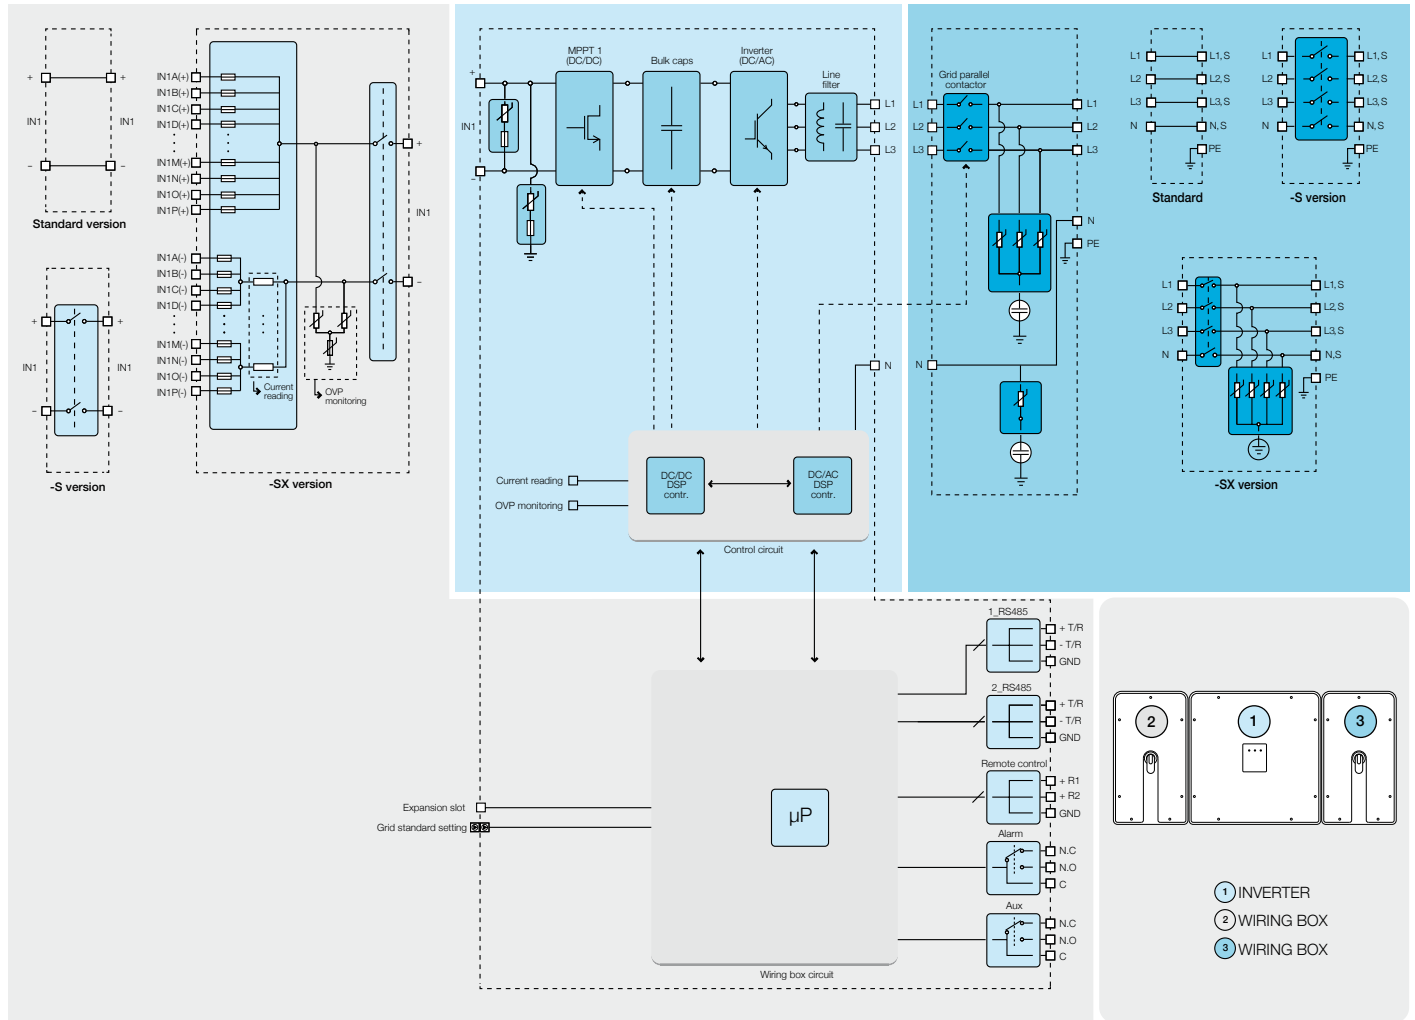 +
+
IN1
IN1
−
−
Standard version
+
+
IN1
IN1
−
−
-S version
IN1A(+)
IN1B(+)
IN1C(+)
IN1D(+)
IN1M(+)
IN1N(+)
IN1O(+)
IN1P(+)
IN1A(-)
IN1B(-)
IN1C(-)
IN1D(-)
IN1M(-)
IN1N(-)
IN1O(-)
IN1P(-)
Current
reading
OVP
monitoring
+
IN1
−
-SX version
+
IN1
−
MPPT 1
(DC/DC)
Bulk caps
Inverter
(DC/AC)
Line
filter
L1
L2
L3
N
Current reading
OVP monitoring
DC/DC
DSP
contr.
DC/AC
DSP
contr.
Control circuit
Grid parallel
contactor
L1
L2
L3
N
L1
L2
L3
N
PE
L1
L2
L3
N
L1,S
L2,S
L3,S
N,S
PE
Standard
L1
L2
L3
N
L1,S
L2,S
L3,S
N,S
PE
-S version
L1
L2
L3
N
L1,S
L2,S
L3,S
N,S
PE
-SX version
Expansion slot
Grid standard setting
µP
Wiring box circuit
1_RS485
+ T/R
- T/R
GND
2_RS485
+ T/R
- T/R
GND
Remote control
+ R1
+ R2
GND
Alarm
N.C
N.O
C
Aux
N.C
N.O
C
2
1
3
1 INVERTER
2 WIRING BOX
3 WIRING BOX